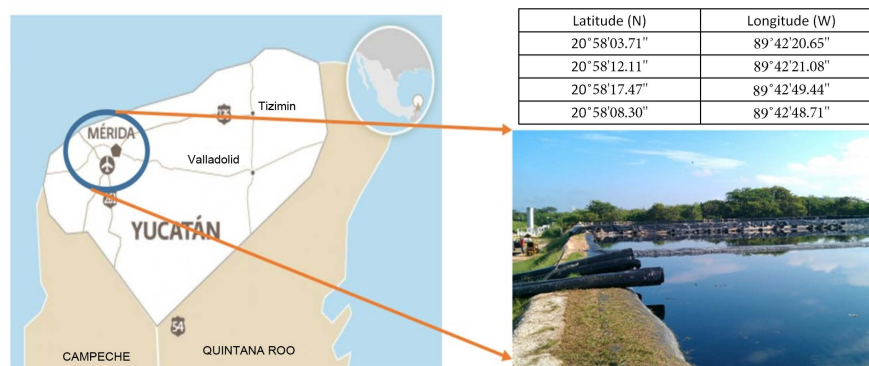 Latitude (N) Longitude (W)
20°58'03.71" 89°42'20.65"
20°58'12.11" 89°42'21.08"
20°58'17.47" 89°42'49.44"
20°58'08.30" 89°42'48.71"
Tizimin
MÉRIDA
Valladolid
YUCATÁN
54
CAMPECHE
QUINTANA ROO